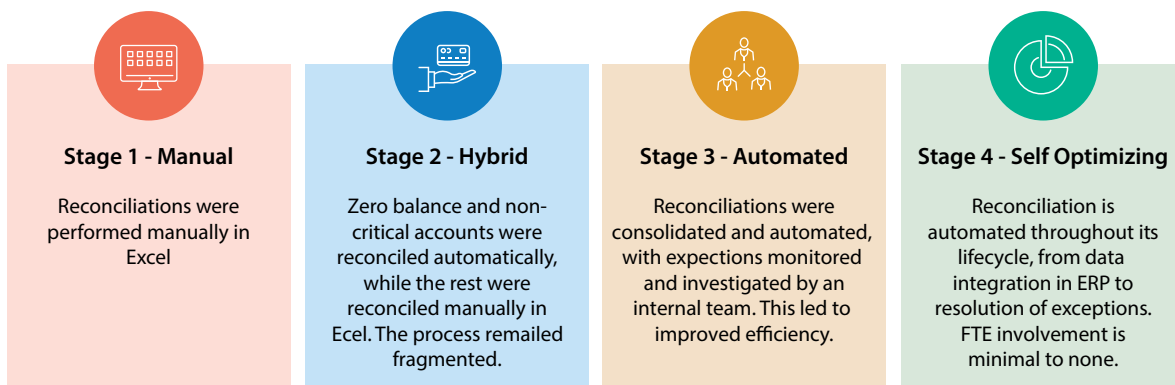 Stage 1 - Manual
Reconciliations were
performed manually in
Excel
Stage 2 - Hybrid
Zero balance and non-
critical accounts were
reconciled automatically,
while the rest were
reconciled manually in
Ecel. The process remailed
fragmented.
Stage 3 - Automated
Reconciliations were
consolidated and automated,
with expections monitored
and investigated by an
internal team. This led to
improved efficiency.
Stage 4 - Self Optimizing
Reconciliation is
automated throughout its
lifecycle, from data
integration in ERP to
resolution of exceptions.
FTE involvement is
minimal to none.